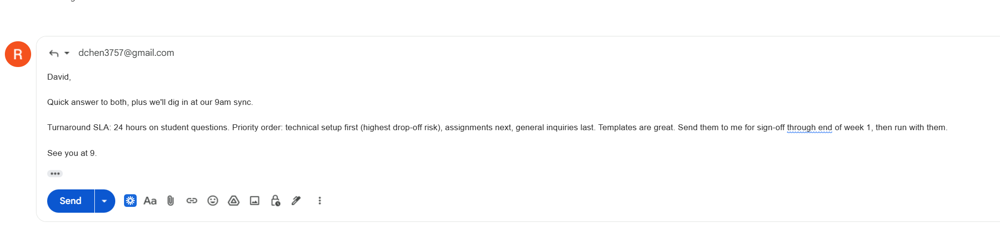 R
dchen3757@gmail.com
David,
Quick answer to both, plus we'll dig in at our 9am sync.
Turnaround SLA: 24 hours on student questions. Priority order: technical setup first (highest drop-off risk), assignments next, general inquiries last. Templates are great. Send them to me for sign-off through end of week 1, then run with them.
See you at 9.
Send
Aa